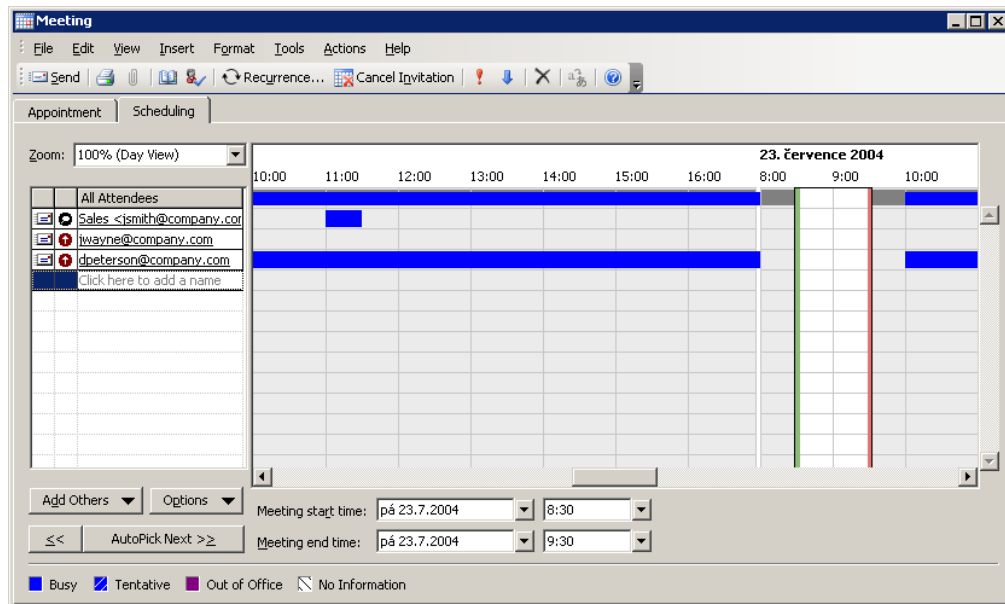 Meeting
File Edit View Insert Format Tools Actions Help
Send Recurrence... Cancel Invitation
Appointment Scheduling
Zoom: 100% (Day View)
23. července 2004
10:00 11:00 12:00 13:00 14:00 15:00 16:00 8:00 9:00 10:00
All Attendees
Sales <jsmith@company.cor
jwayne@company.com
dpeterson@company.com
Click here to add a name
Add Others Options
Meeting start time: pá 23.7.2004 8:30
<< AutoPick Next >>
Meeting end time: pá 23.7.2004 9:30
Busy Tentative Out of Office No Information